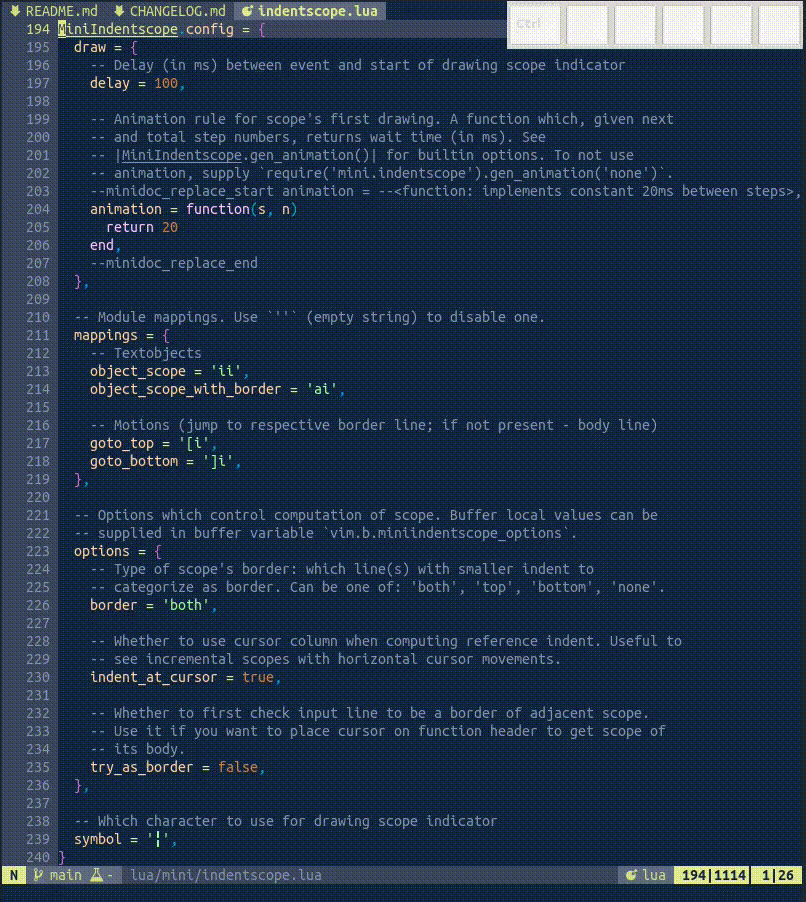 README.md CHANGELOG.md indentscope.lua
Ctrl
194 MiniIndentscope.config = {
195   draw = {
196     -- Delay (in ms) between event and start of drawing scope indicator
197     delay = 100,
198
199     -- Animation rule for scope's first drawing. A function which, given next
200     -- and total step numbers, returns wait time (in ms). See
201     -- |MiniIndentscope.gen_animation()| for builtin options. To not use
202     -- animation, supply `require('mini.indentscope').gen_animation('none')`.
203     --minidoc_replace_start animation = --<function: implements constant 20ms between steps>,
204     animation = function(s, n)
205       return 20
206     end,
207     --minidoc_replace_end
208   },
209
210   -- Module mappings. Use `''` (empty string) to disable one.
211   mappings = {
212     -- Textobjects
213     object_scope = 'ii',
214     object_scope_with_border = 'ai',
215
216     -- Motions (jump to respective border line; if not present - body line)
217     goto_top = '[i',
218     goto_bottom = ']i',
219   },
220
221   -- Options which control computation of scope. Buffer local values can be
222   -- supplied in buffer variable `vim.b.miniindentscope_options`.
223   options = {
224     -- Type of scope's border: which line(s) with smaller indent to
225     -- categorize as border. Can be one of: 'both', 'top', 'bottom', 'none'.
226     border = 'both',
227
228     -- Whether to use cursor column when computing reference indent. Useful to
229     -- see incremental scopes with horizontal cursor movements.
230     indent_at_cursor = true,
231
232     -- Whether to first check input line to be a border of adjacent scope.
233     -- Use it if you want to place cursor on function header to get scope of
234     -- its body.
235     try_as_border = false,
236   },
237
238   -- Which character to use for drawing scope indicator
239   symbol = '╎',
240 }
N main - lua/mini/indentscope.lua lua 194|1114 1|26